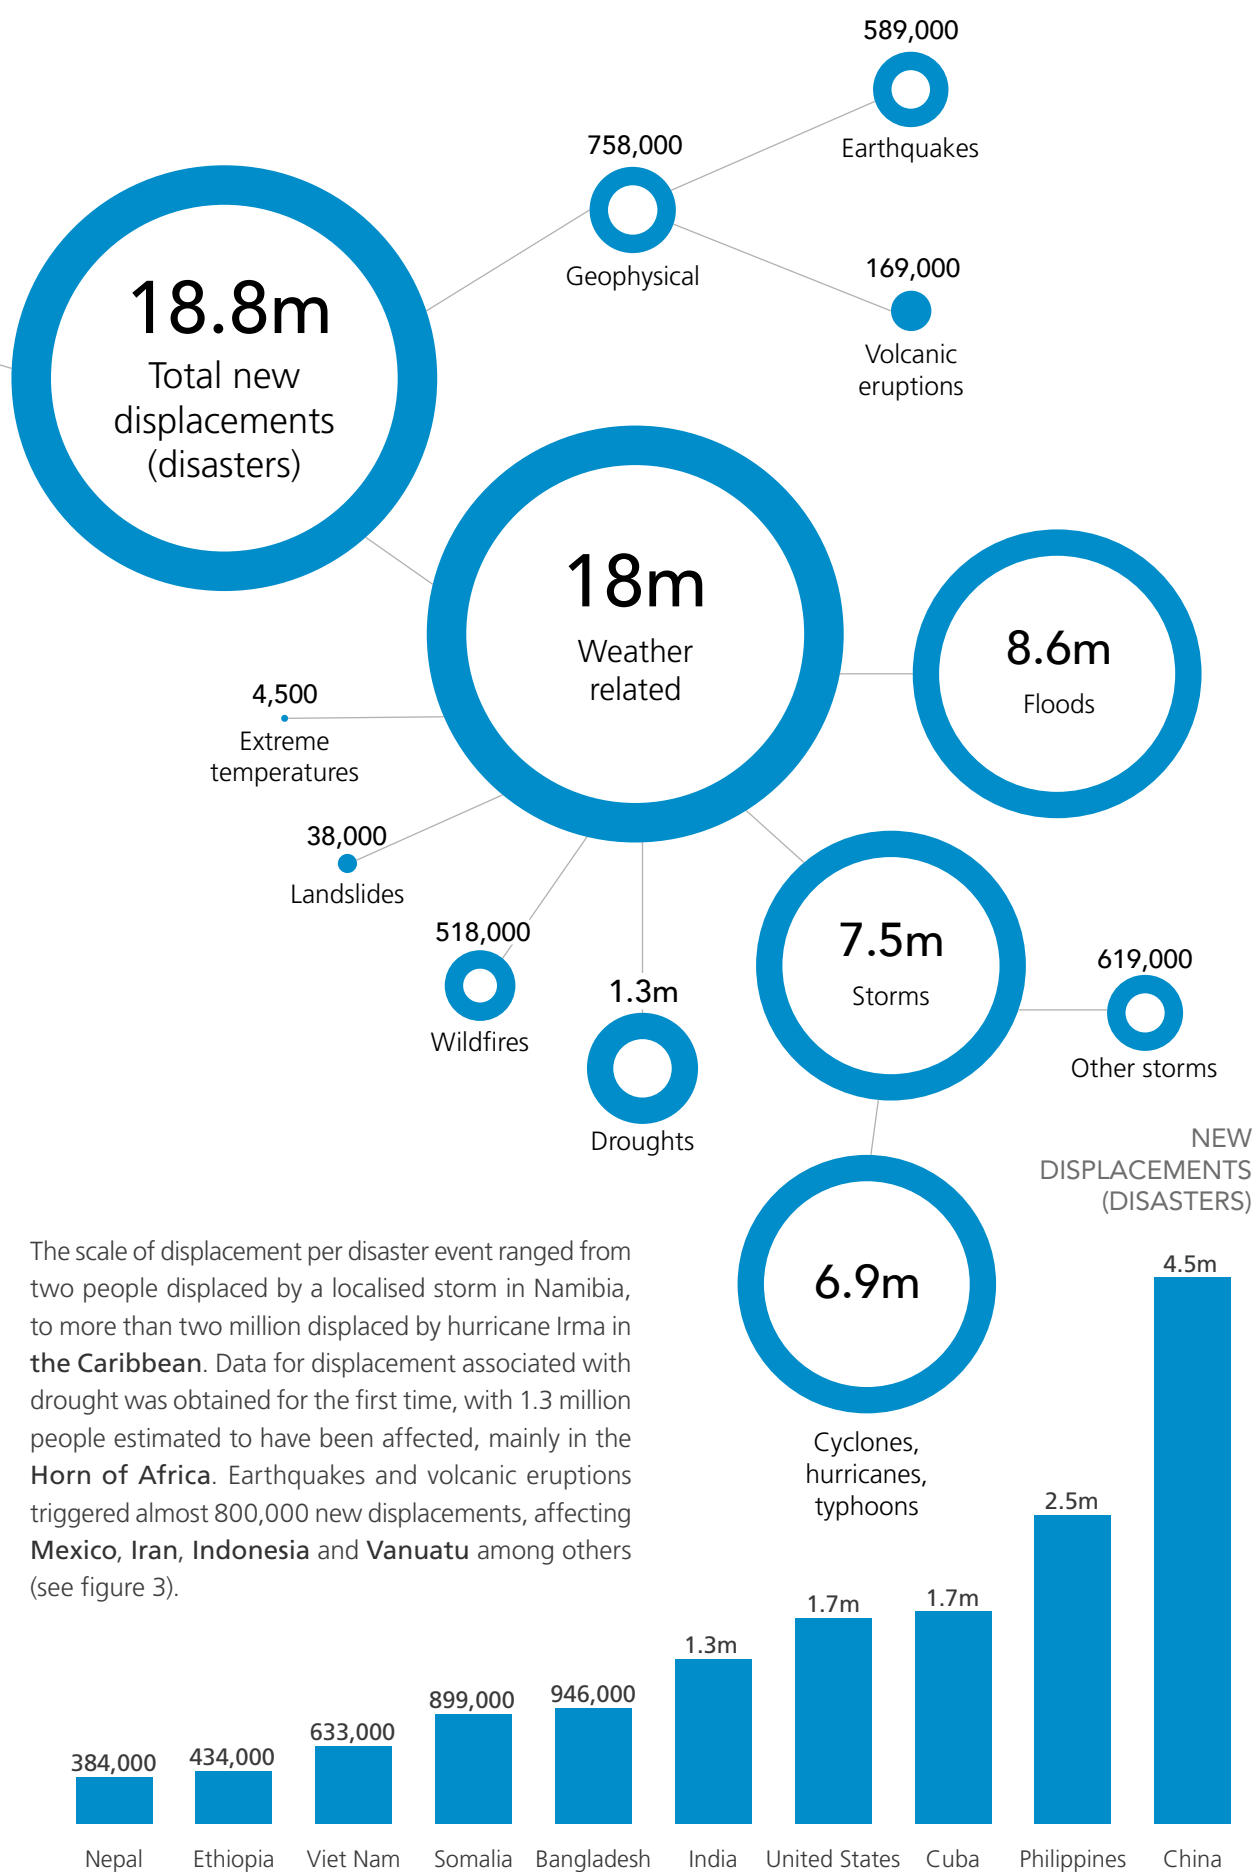 589,000
Earthquakes
758,000
Geophysical
169,000
Volcanic
eruptions
18.8m
Total new
displacements
(disasters)
18m
Weather
related
8.6m
Floods
4,500
Extreme
temperatures
38,000
Landslides
518,000
Wildfires
1.3m
Droughts
7.5m
Storms
619,000
Other storms
6.9m
Cyclones,
hurricanes,
typhoons
The scale of displacement per disaster event ranged from
two people displaced by a localised storm in Namibia,
to more than two million displaced by hurricane Irma in
the Caribbean. Data for displacement associated with
drought was obtained for the first time, with 1.3 million
people estimated to have been affected, mainly in the
Horn of Africa. Earthquakes and volcanic eruptions
triggered almost 800,000 new displacements, affecting
Mexico, Iran, Indonesia and Vanuatu among others
(see figure 3).
NEW
DISPLACEMENTS
(DISASTERS)
384,000
434,000
633,000
899,000
946,000
1.3m
1.7m
1.7m
2.5m
4.5m
Nepal
Ethiopia
Viet Nam
Somalia
Bangladesh
India
United States
Cuba
Philippines
China